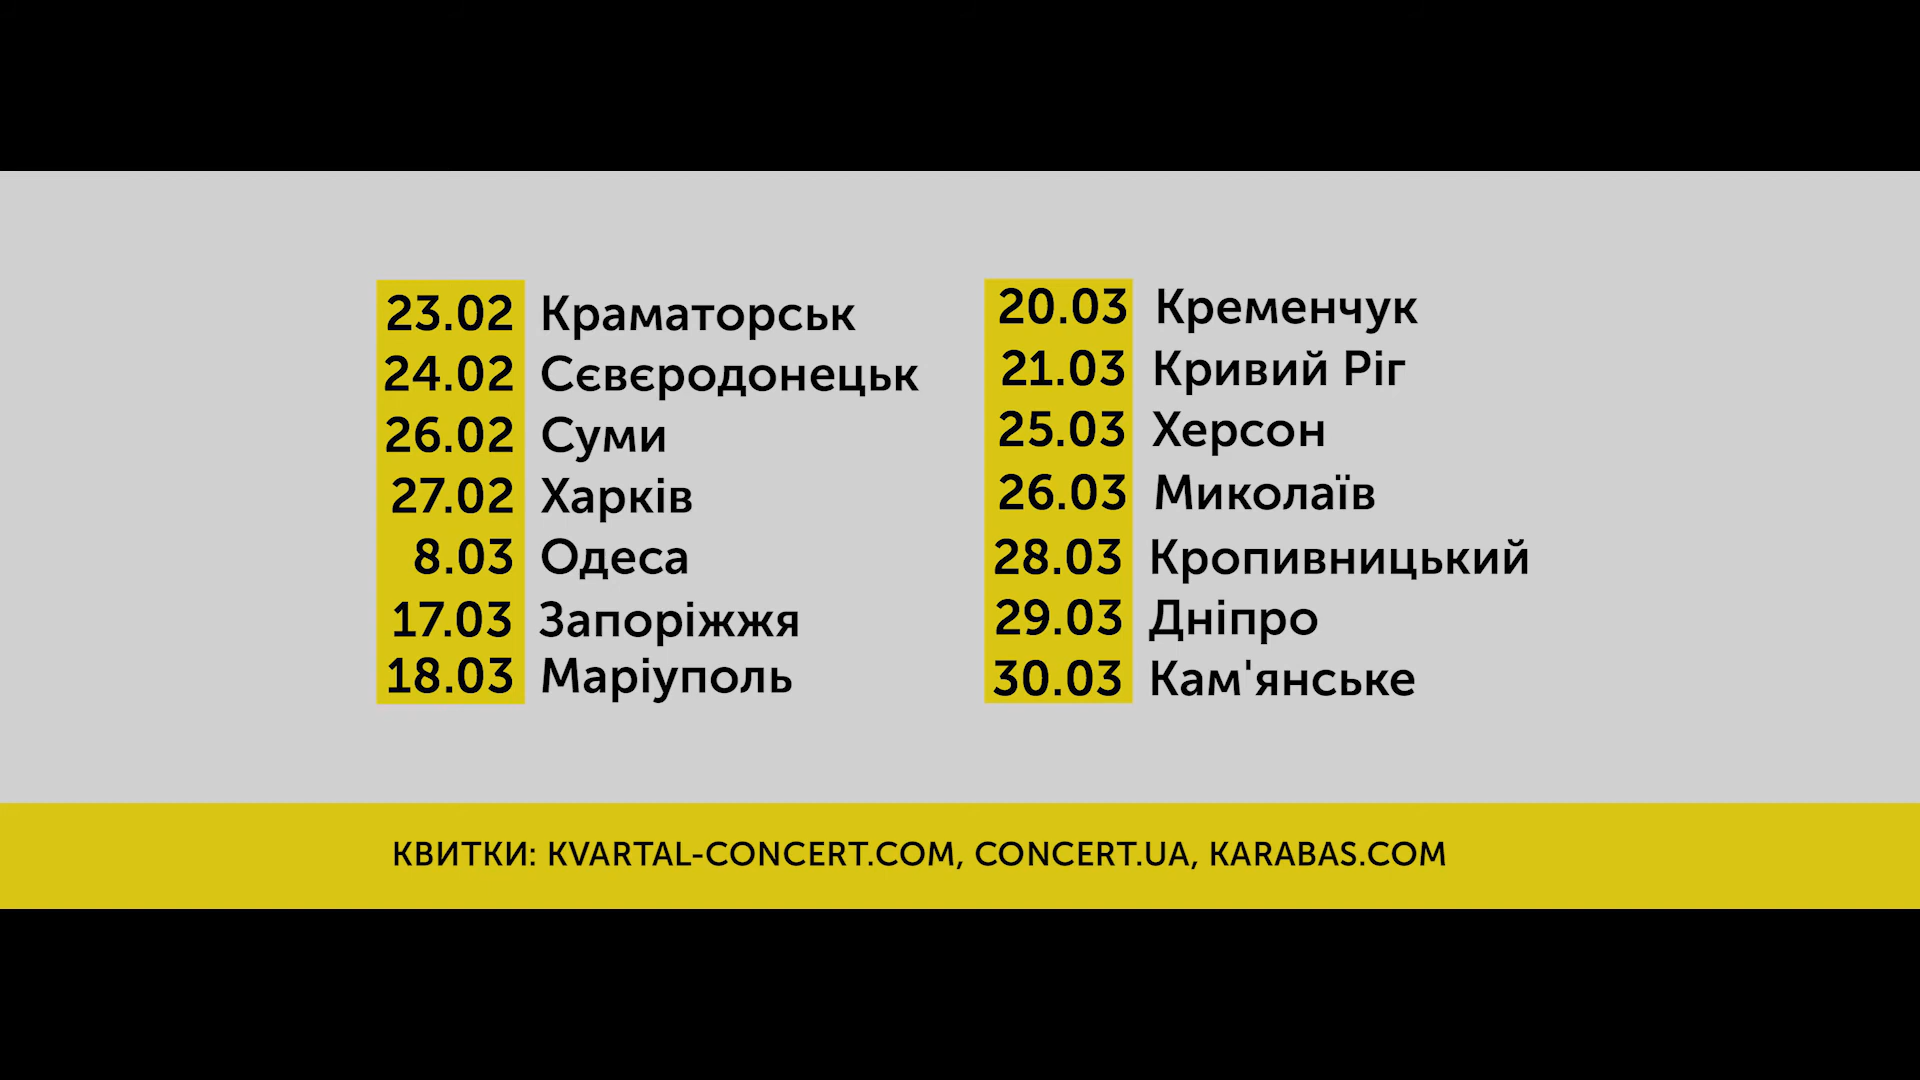 23.02 Краматорськ
24.02 Сєвєродонецьк
26.02 Суми
27.02 Харків
8.03 Одеса
17.03 Запоріжжя
18.03 Маріуполь
20.03 Кременчук
21.03 Кривий Ріг
25.03 Херсон
26.03 Миколаїв
28.03 Кропивницький
29.03 Дніпро
30.03 Кам'янське
КВИТКИ: KVARTAL-CONCERT.COM, CONCERT.UA, KARABAS.COM